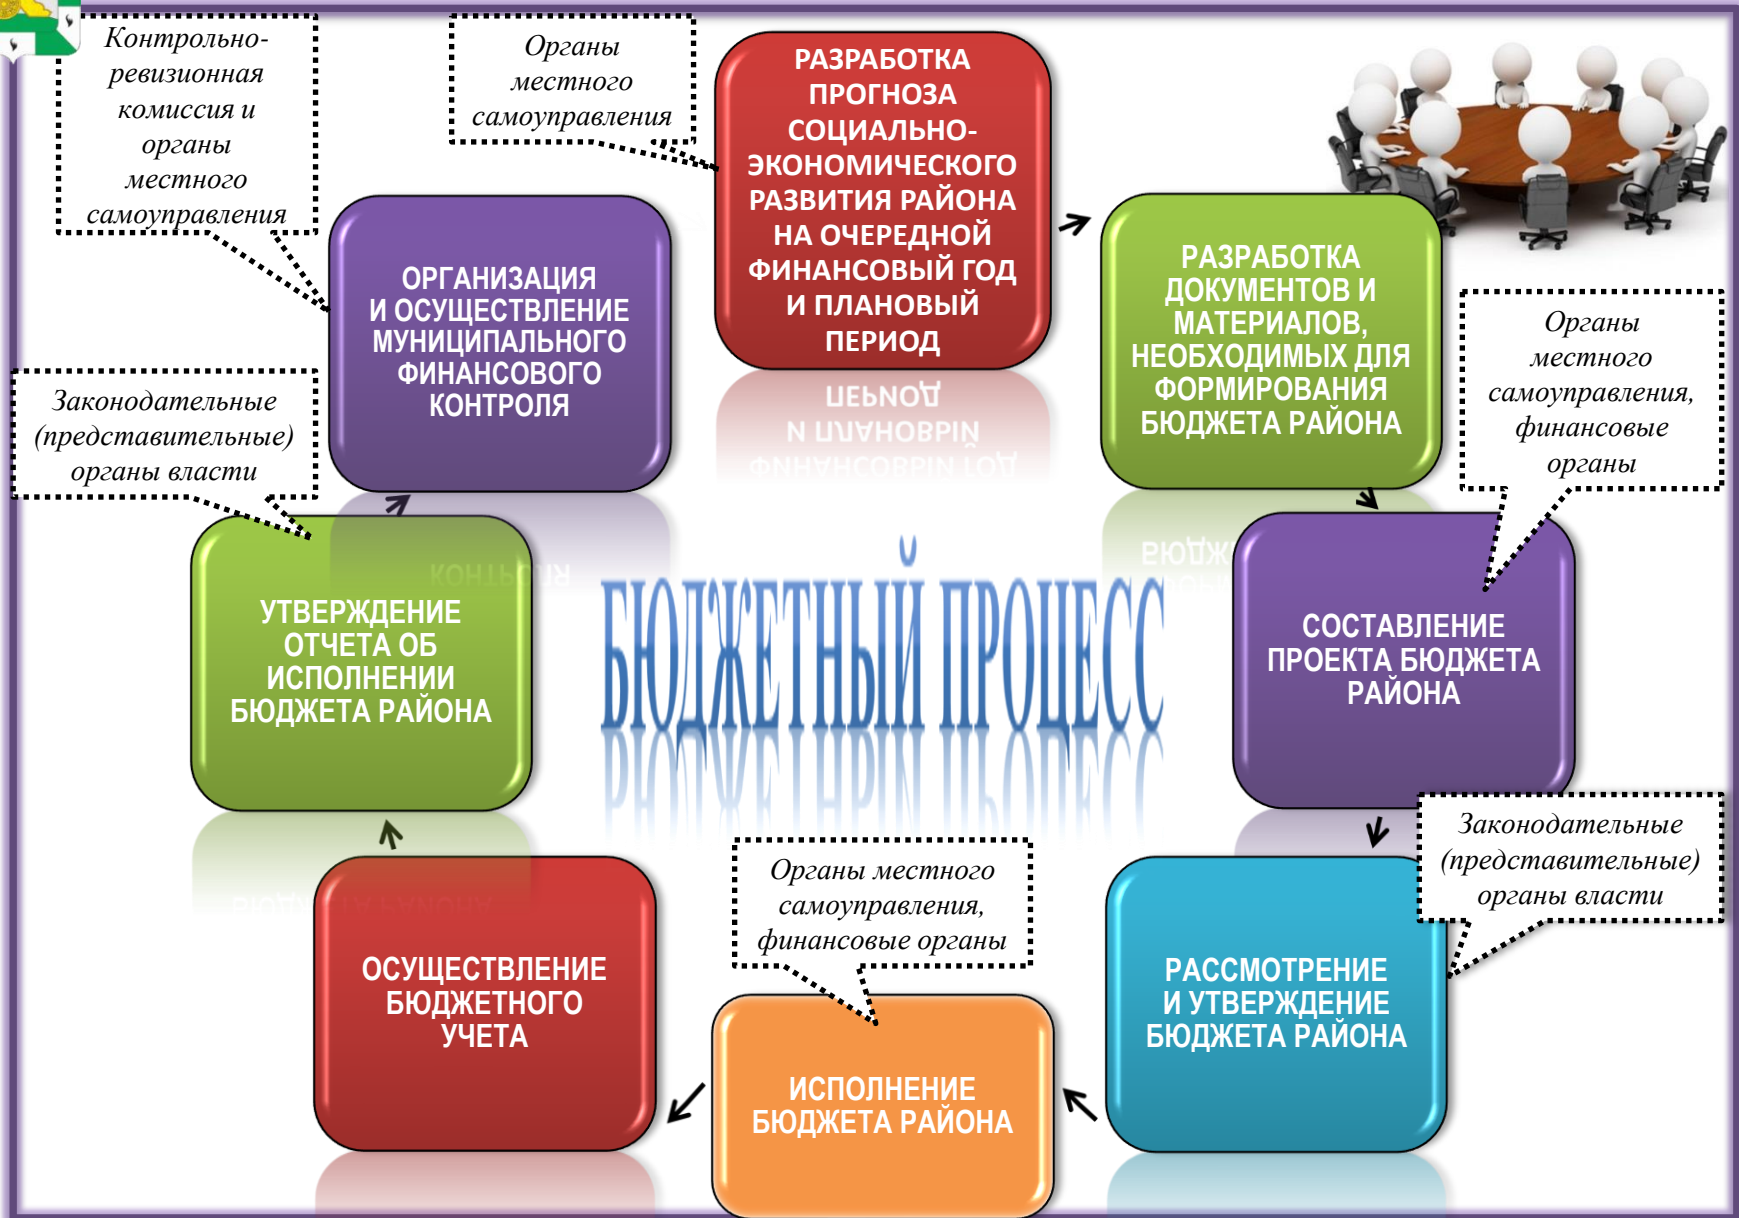 Контрольно-
ревизионная
комиссия и
органы
местного
самоуправления
Органы
местного
самоуправления
РАЗРАБОТКА
ПРОГНОЗА
СОЦИАЛЬНО-
ЭКОНОМИЧЕСКОГО
РАЗВИТИЯ РАЙОНА
НА ОЧЕРЕДНОЙ
ФИНАНСОВЫЙ ГОД
И ПЛАНОВЫЙ
ПЕРИОД
РАЗРАБОТКА
ДОКУМЕНТОВ И
МАТЕРИАЛОВ,
НЕОБХОДИМЫХ ДЛЯ
ФОРМИРОВАНИЯ
БЮДЖЕТА РАЙОНА
Органы
местного
самоуправления,
финансовые
органы
СОСТАВЛЕНИЕ
ПРОЕКТА БЮДЖЕТА
РАЙОНА
Законодательные
(представительные)
органы власти
РАССМОТРЕНИЕ
И УТВЕРЖДЕНИЕ
БЮДЖЕТА РАЙОНА
Органы местного
самоуправления,
финансовые органы
ИСПОЛНЕНИЕ
БЮДЖЕТА РАЙОНА
ОСУЩЕСТВЛЕНИЕ
БЮДЖЕТНОГО
УЧЕТА
Законодательные
(представительные)
органы власти
УТВЕРЖДЕНИЕ
ОТЧЕТА ОБ
ИСПОЛНЕНИИ
БЮДЖЕТА РАЙОНА
ОРГАНИЗАЦИЯ
И ОСУЩЕСТВЛЕНИЕ
МУНИЦИПАЛЬНОГО
ФИНАНСОВОГО
КОНТРОЛЯ
БЮДЖЕТНЫЙ ПРОЦЕСС